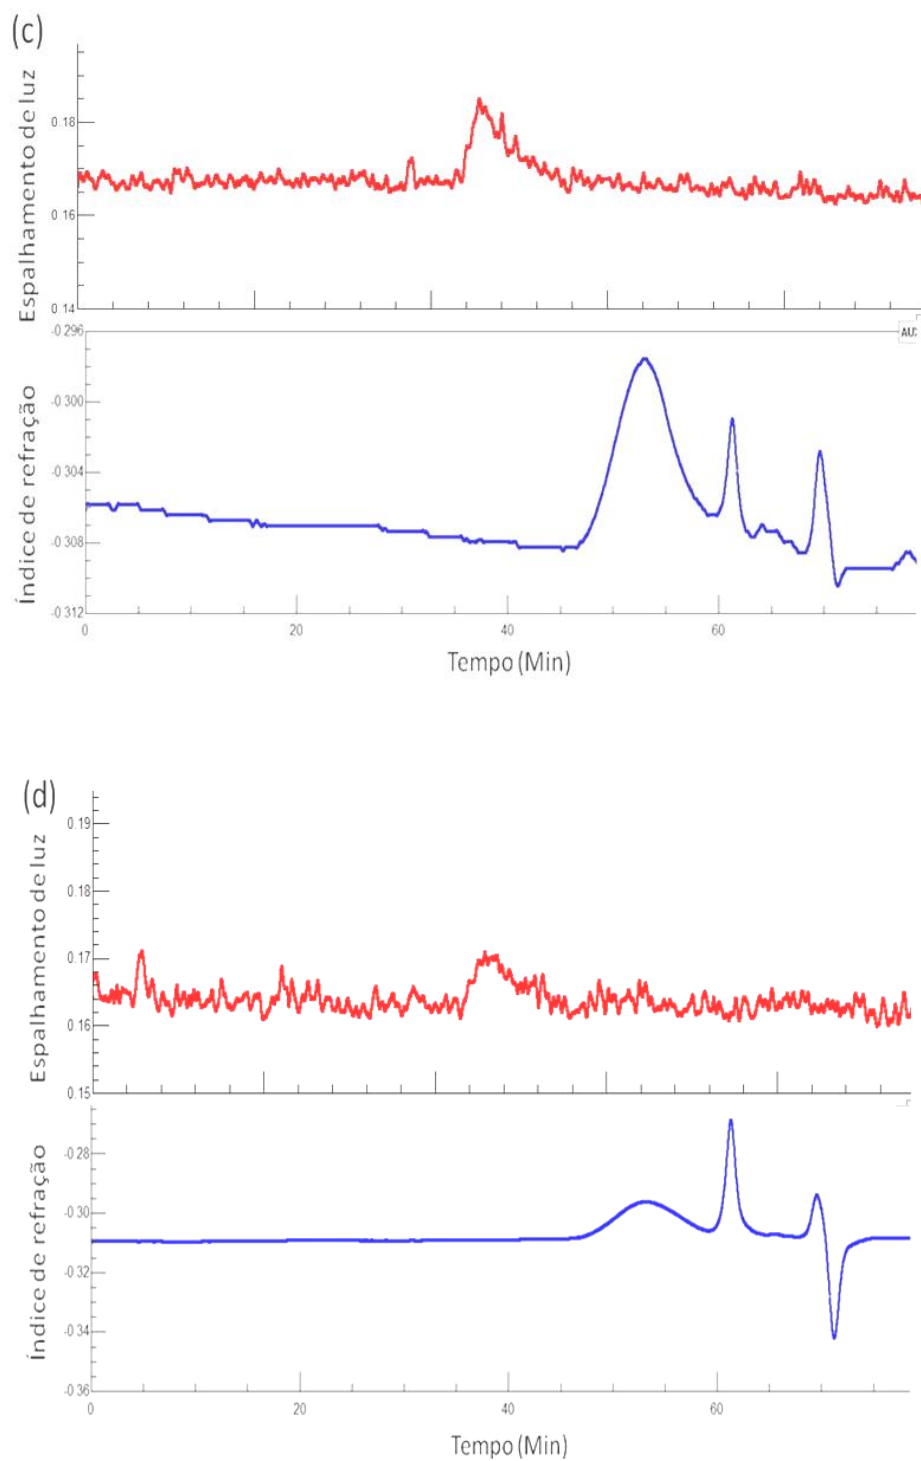 (c)
Espalhamento de luz
0.18
0.16
0.14
Índice de refração
-0.296
-0.300
-0.304
-0.308
-0.312
0 20 40 60
Tempo (Min)
(d)
Espalhamento de luz
0.19
0.18
0.17
0.16
0.15
Índice de refração
-0.28
-0.30
-0.32
-0.34
-0.36
0 20 40 60
Tempo (Min)